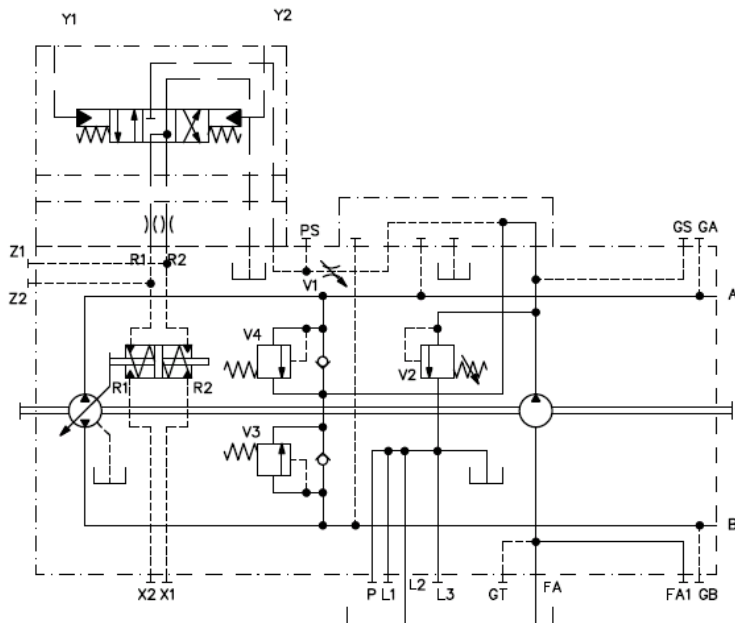 Y1 Y2
PS GS GA
Z1 R1 R2
Z2 V1 A
V4
V2
R1 R2
V3
B
X2 X1 P L1 L2 L3 GT FA FA1 GB